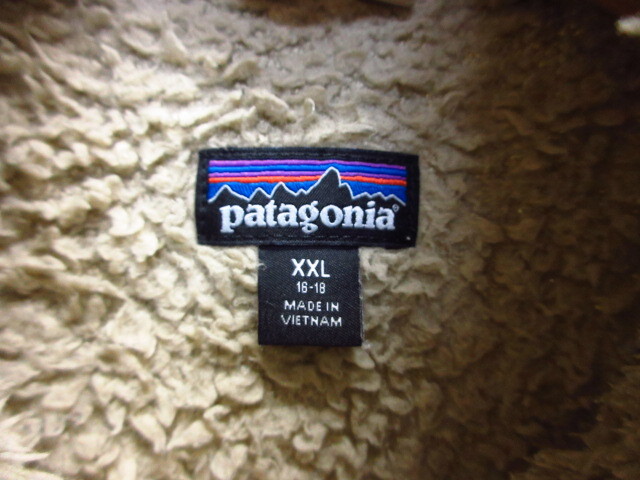 patagonia®
XXL
16-18
MADE IN
VIETNAM